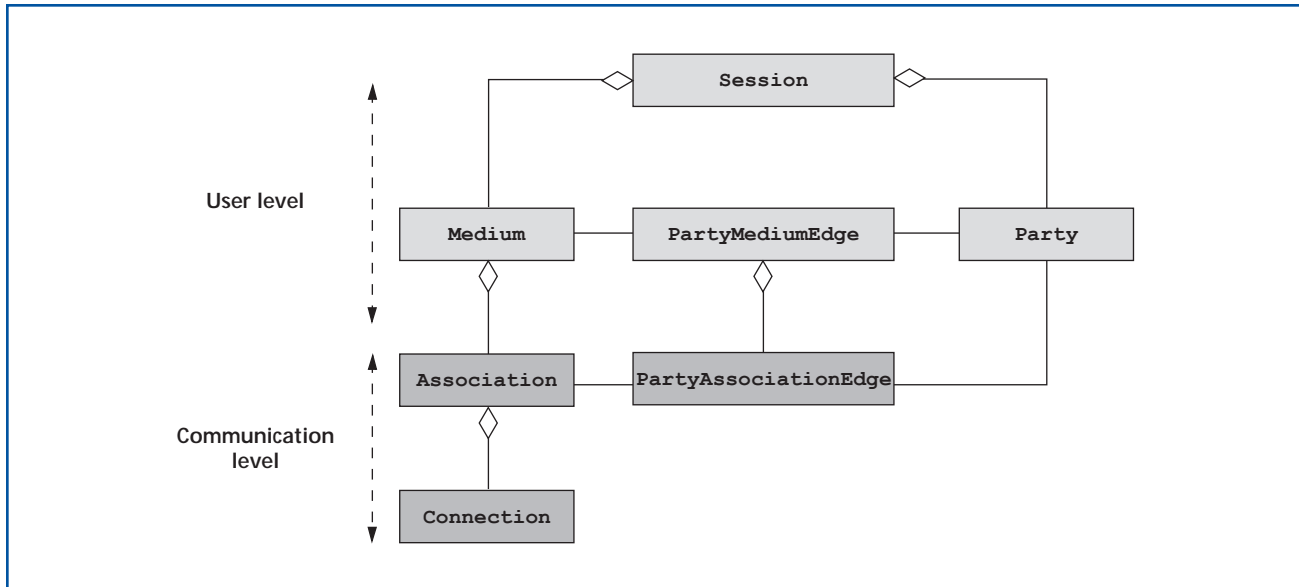 Session
User level
Medium
PartyMediumEdge
Party
Association
PartyAssociationEdge
Communication
level
Connection